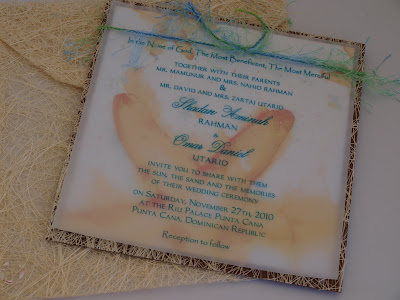 In the Name of God, The Most Beneficent, The Most Merciful
TOGETHER WITH THEIR PARENTS
MR. MAMUNUR AND MRS. NAHID RAHMAN
&
MR. DAVID AND MRS. ZARTAJ UTARID
Shadan Aminah
RAHMAN
&
Omar Daniel
UTARID
INVITE YOU TO SHARE WITH THEM
THE SUN, THE SAND AND THE MEMORIES
OF THEIR WEDDING CEREMONY
ON SATURDAY, NOVEMBER 27TH, 2010
AT THE RIU PALACE PUNTA CANA
PUNTA CANA, DOMINICAN REPUBLIC
Reception to follow